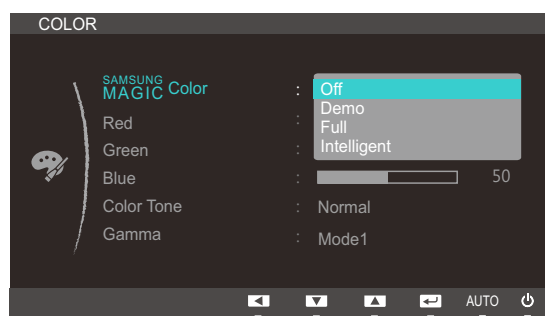 COLOR
SAMSUNG MAGIC Color : Off
Demo
Red :
Full
Green : Intelligent
Blue : 50
Color Tone : Normal
Gamma : Mode1
AUTO